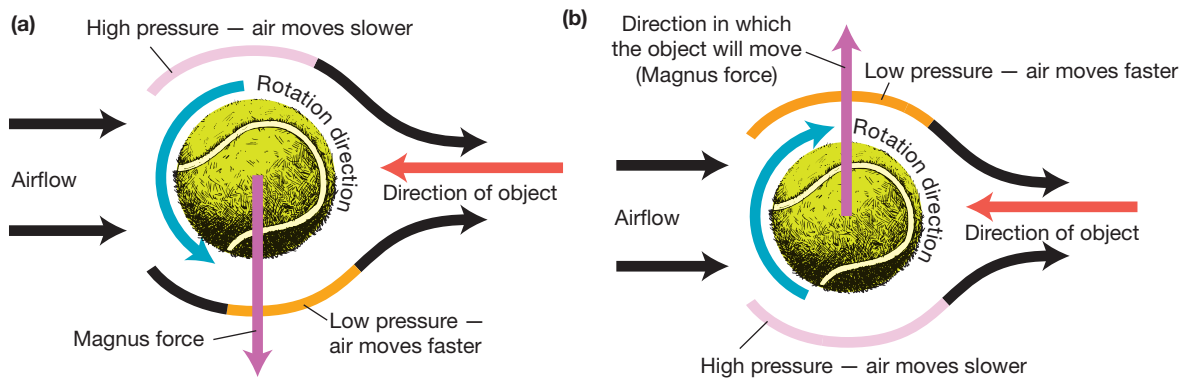 (a)
High pressure — air moves slower
Rotation direction
Airflow
Direction of object
Magnus force
Low pressure —
air moves faster
(b)
Direction in which
the object will move
(Magnus force)
Low pressure — air moves faster
Rotation direction
Airflow
Direction of object
High pressure — air moves slower